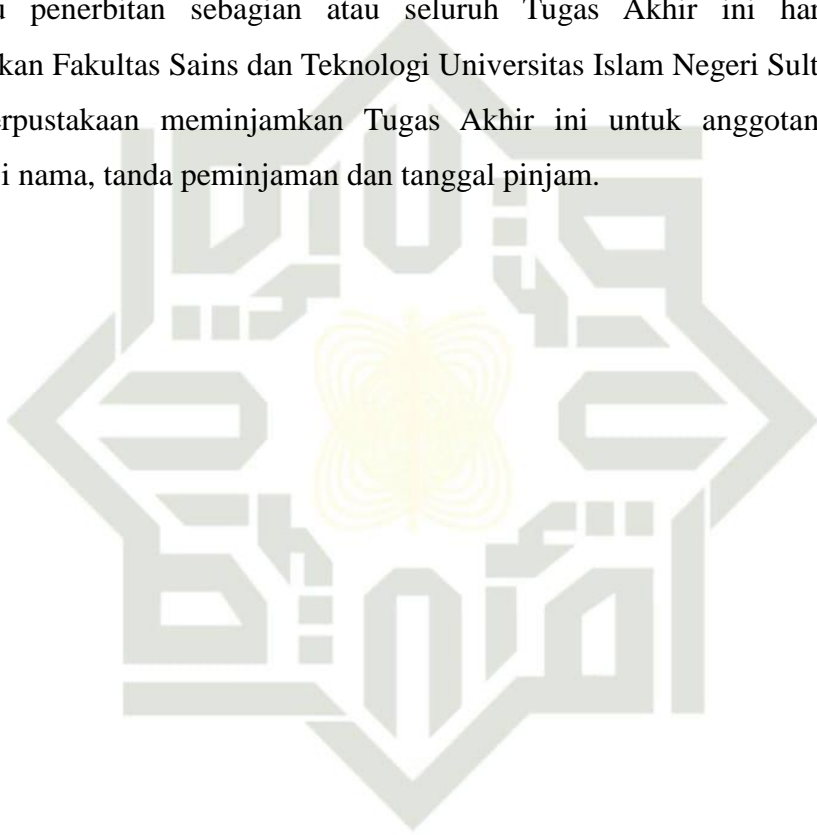 penerbitan sebagian atau seluruh Tugas Akhir ini har
kan Fakultas Sains dan Teknologi Universitas Islam Negeri Sult
erpustakaan meminjamkan Tugas Akhir ini untuk anggotan
i nama, tanda peminjaman dan tanggal pinjam.